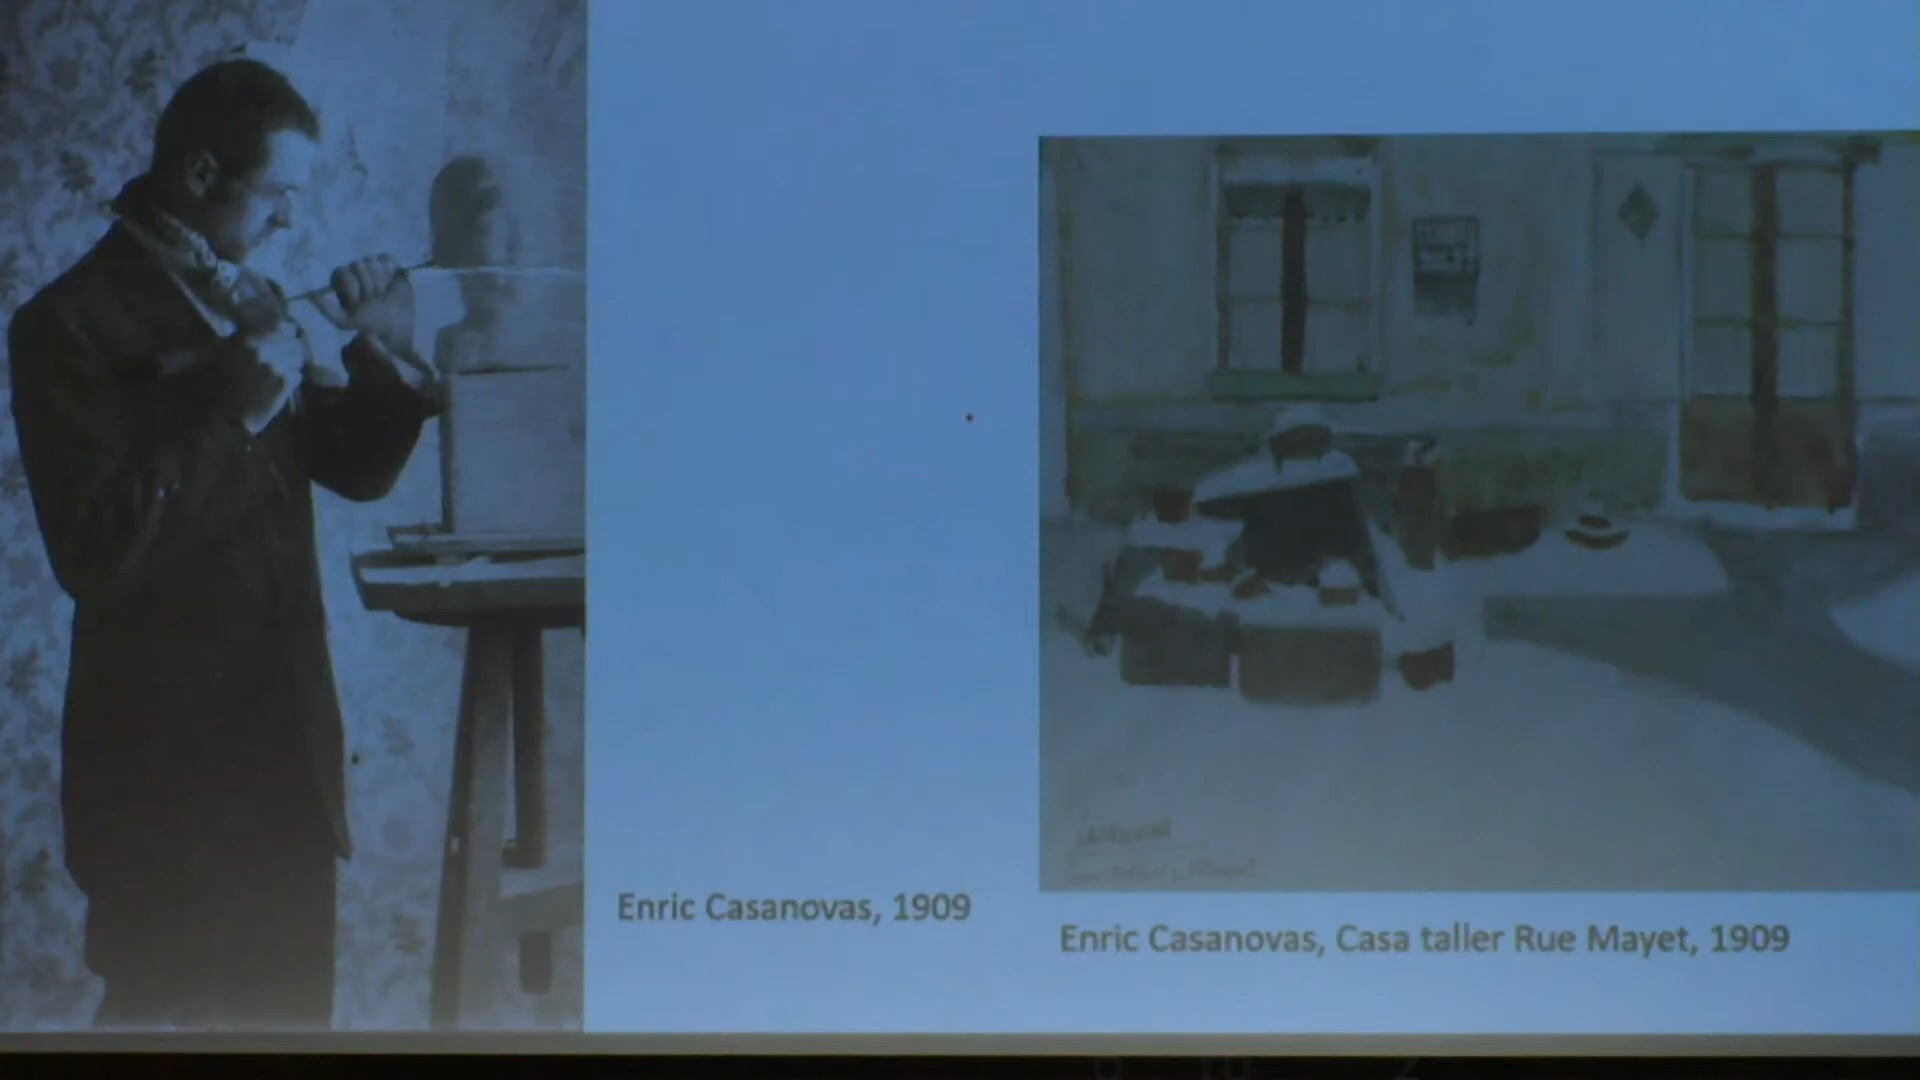 Enric Casanovas, 1909
Enric Casanovas, Casa taller Rue Mayet, 1909